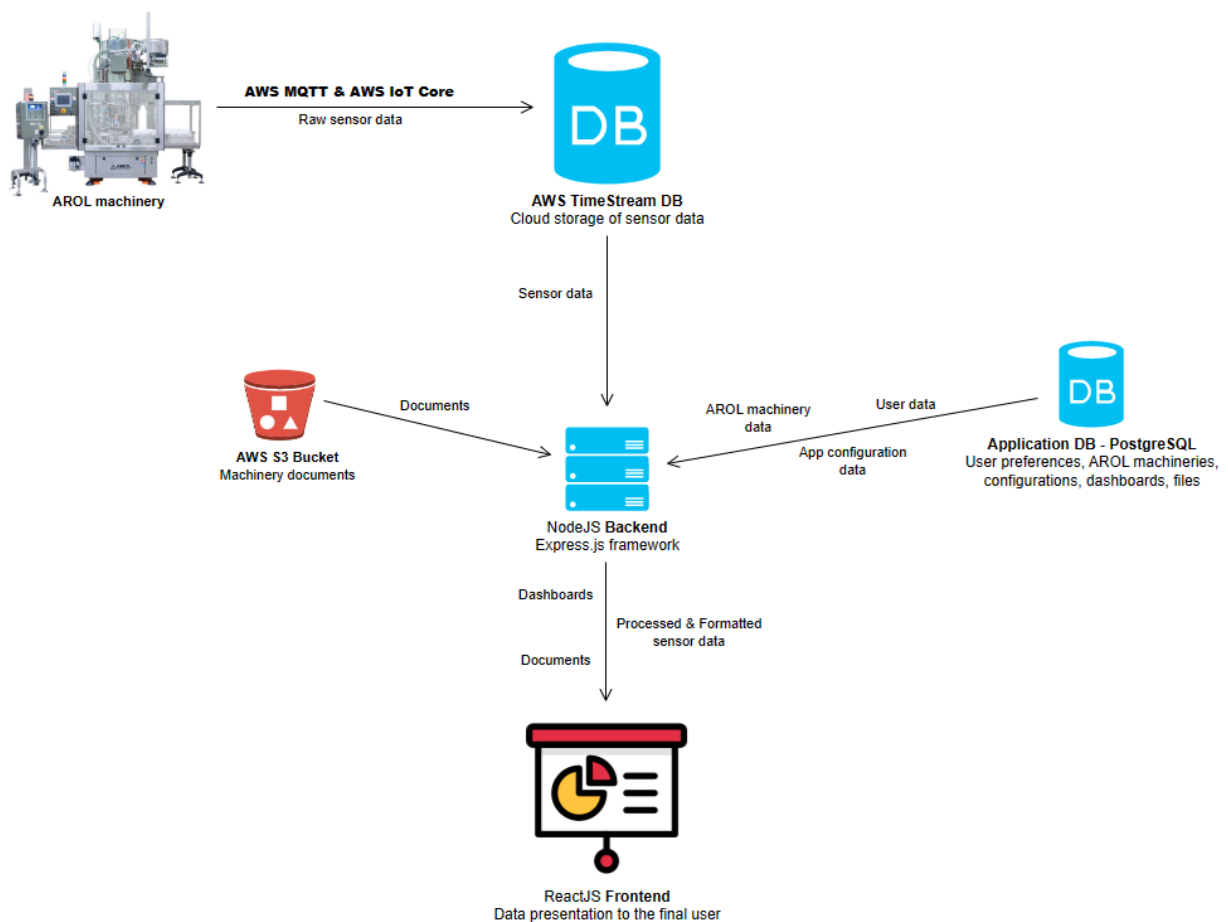 AWS MQTT & AWS IoT Core
Raw sensor data
DB
AROL
AROL machinery
AWS TimeStream DB
Cloud storage of sensor data
Sensor data
Documents
AWS S3 Bucket
Machinery documents
AROL machinery
data
User data
App configuration
data
DB
Application DB - PostgreSQL
User preferences, AROL machineries,
configurations, dashboards, files
NodeJS Backend
Express.js framework
Dashboards
Processed & Formatted
sensor data
Documents
ReactJS Frontend
Data presentation to the final user